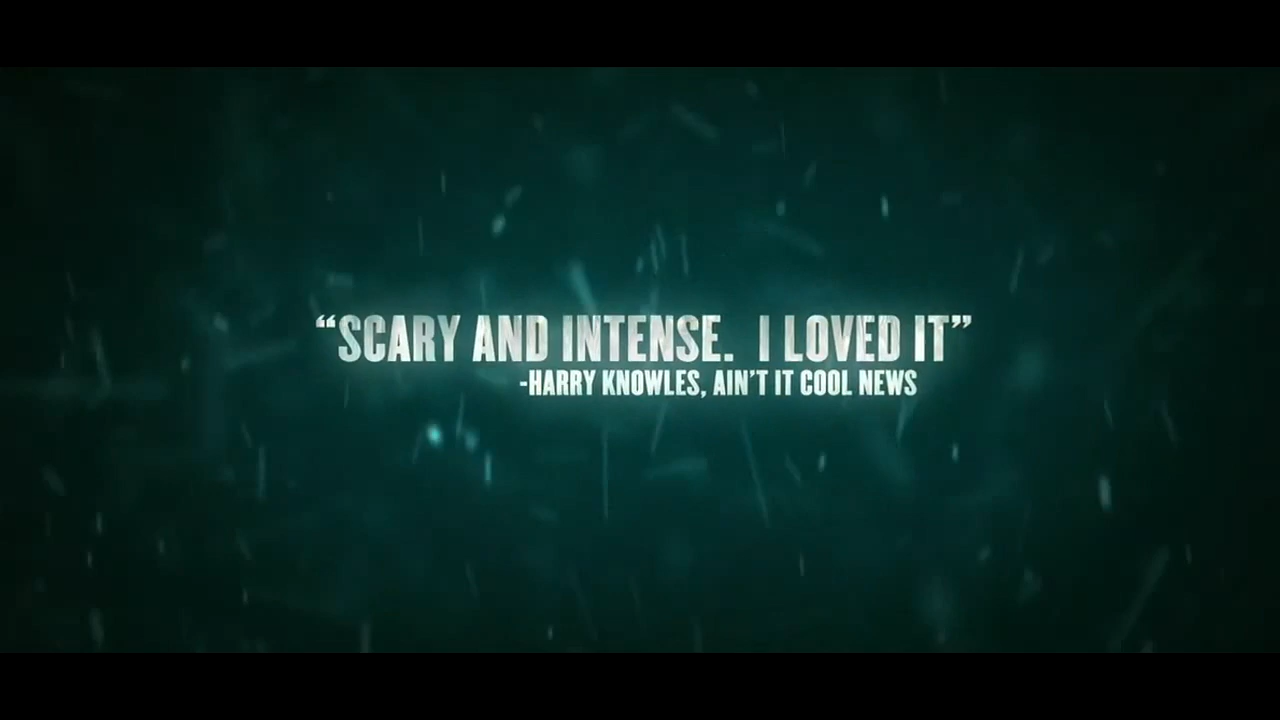 “SCARY AND INTENSE.  I LOVED IT”
-HARRY KNOWLES, AIN’T IT COOL NEWS